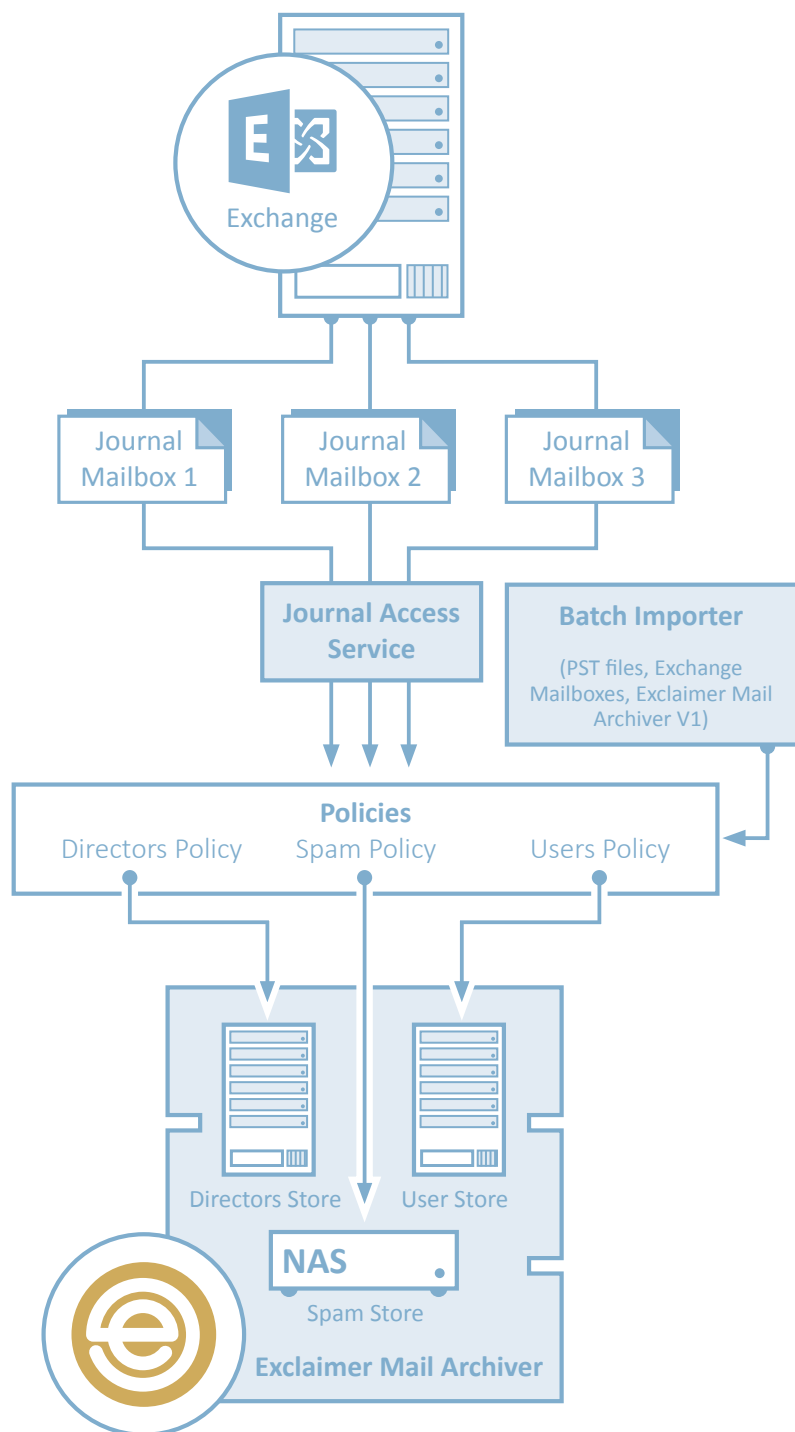 E
Exchange
Journal
Mailbox 1
Journal
Mailbox 2
Journal
Mailbox 3
Journal Access
Service
Batch Importer
(PST files, Exchange
Mailboxes, Exclaimer Mail
Archiver V1)
Policies
Directors Policy
Spam Policy
Users Policy
Directors Store
User Store
NAS
Spam Store
e
Exclaimer Mail Archiver